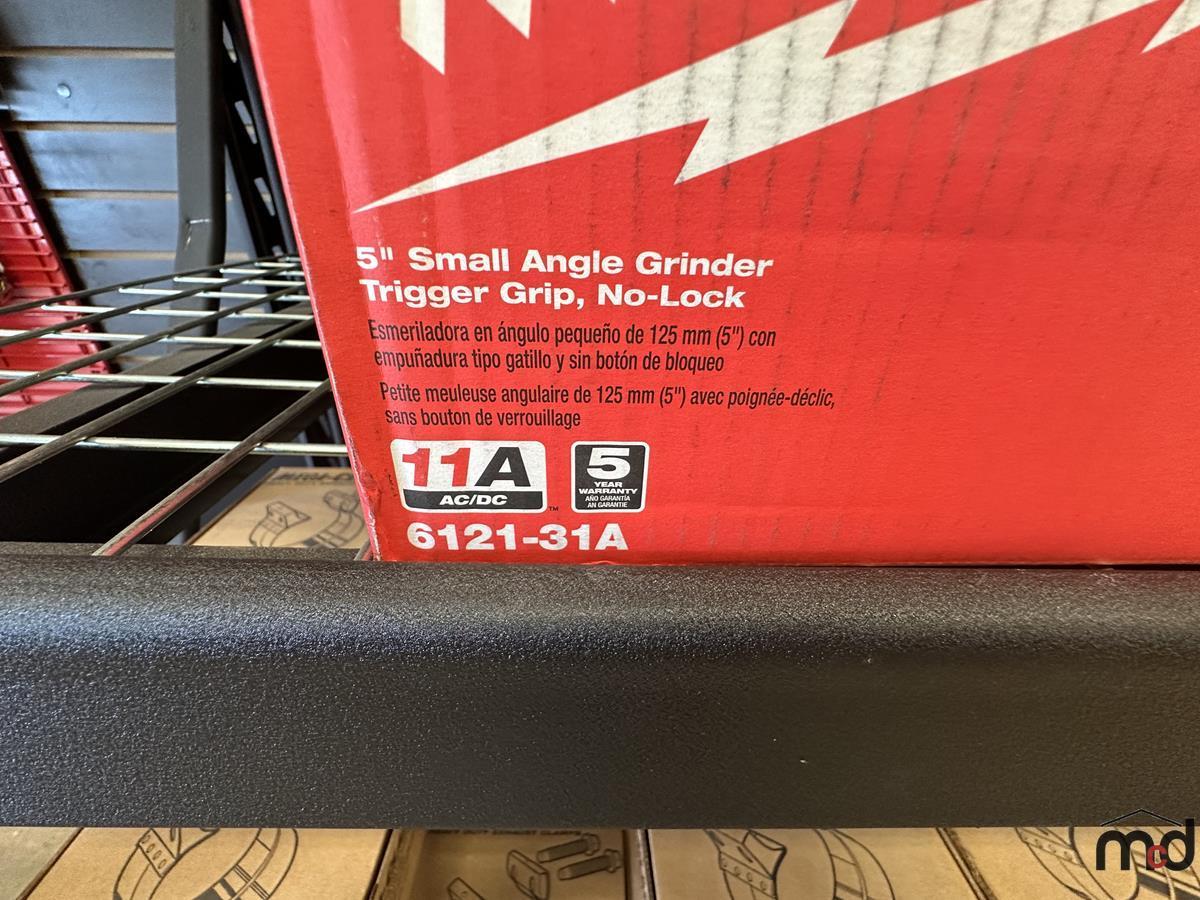 5" Small Angle Grinder
Trigger Grip, No-Lock
Esmeriladora en ángulo pequeño de 125 mm (5") con
empuñadura tipo gatillo y sin botón de bloqueo
Petite meuleuse angulaire de 125 mm (5") avec poignée-déclic,
sans bouton de verrouillage
11A
AC/DC
™
5
YEAR
WARRANTY
AÑO GARANTÍA
AN GARANTIE
6121-31A
mcd